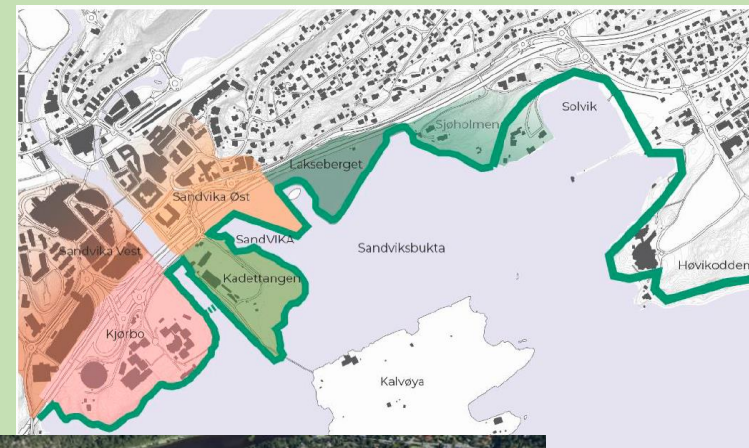 Solvik
Sjøholmen
Lakseberget
Sandvika Øst
SandVIKA
Sandvika Vest
Sandviksbukta
Høvikodden
Kadettangen
Kjørbo
Kalvøya